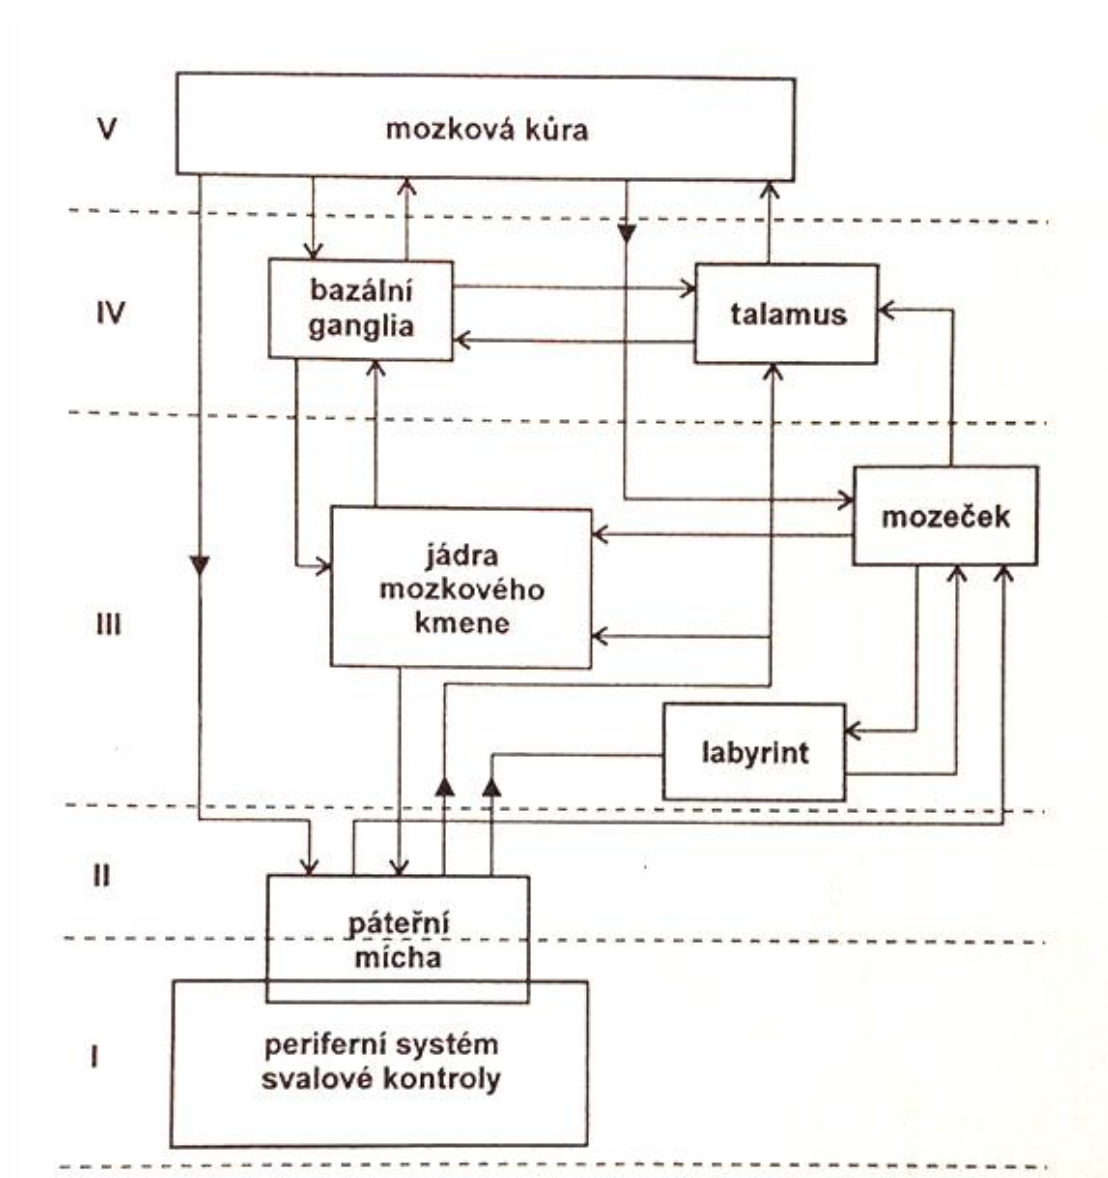 V
mozková kůra
IV
bazální
ganglia
talamus
mozeček
jádra
mozkového
kmene
III
labyrint
II
páteřní
mícha
I
periferní systém
svalové kontroly